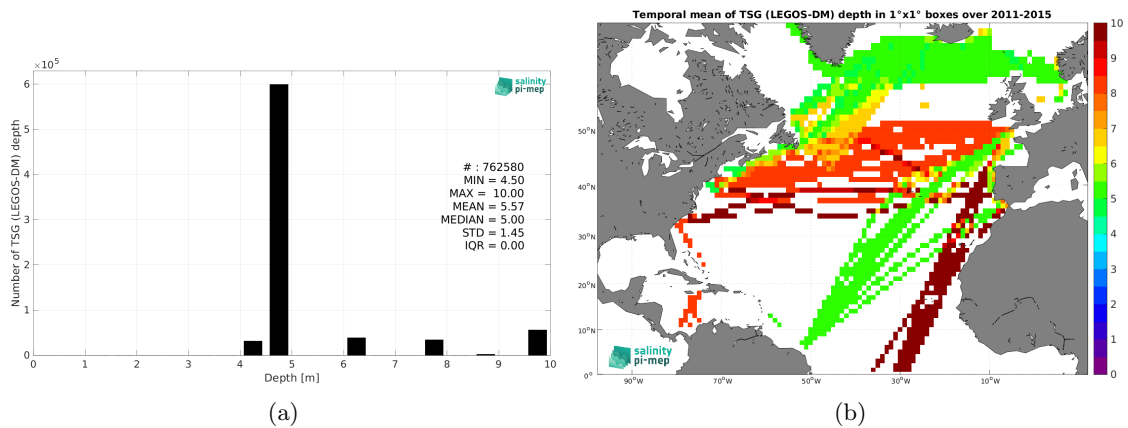 ×10⁵
6
5
4
3
2
1
0
Number of TSG (LEGOS-DM) depth
salinity
pi-mep
# : 762580
MIN = 4.50
MAX = 10.00
MEAN = 5.57
MEDIAN = 5.00
STD = 1.45
IQR = 0.00
0 1 2 3 4 5 6 7 8 9 10
Depth [m]
(a)
Temporal mean of TSG (LEGOS-DM) depth in 1°x1° boxes over 2011-2015
50°N
40°N
30°N
20°N
10°N
0°
90°W 70°W 50°W 30°W 10°W
salinity
pi-mep
10
9
8
7
6
5
4
3
2
1
0
(b)